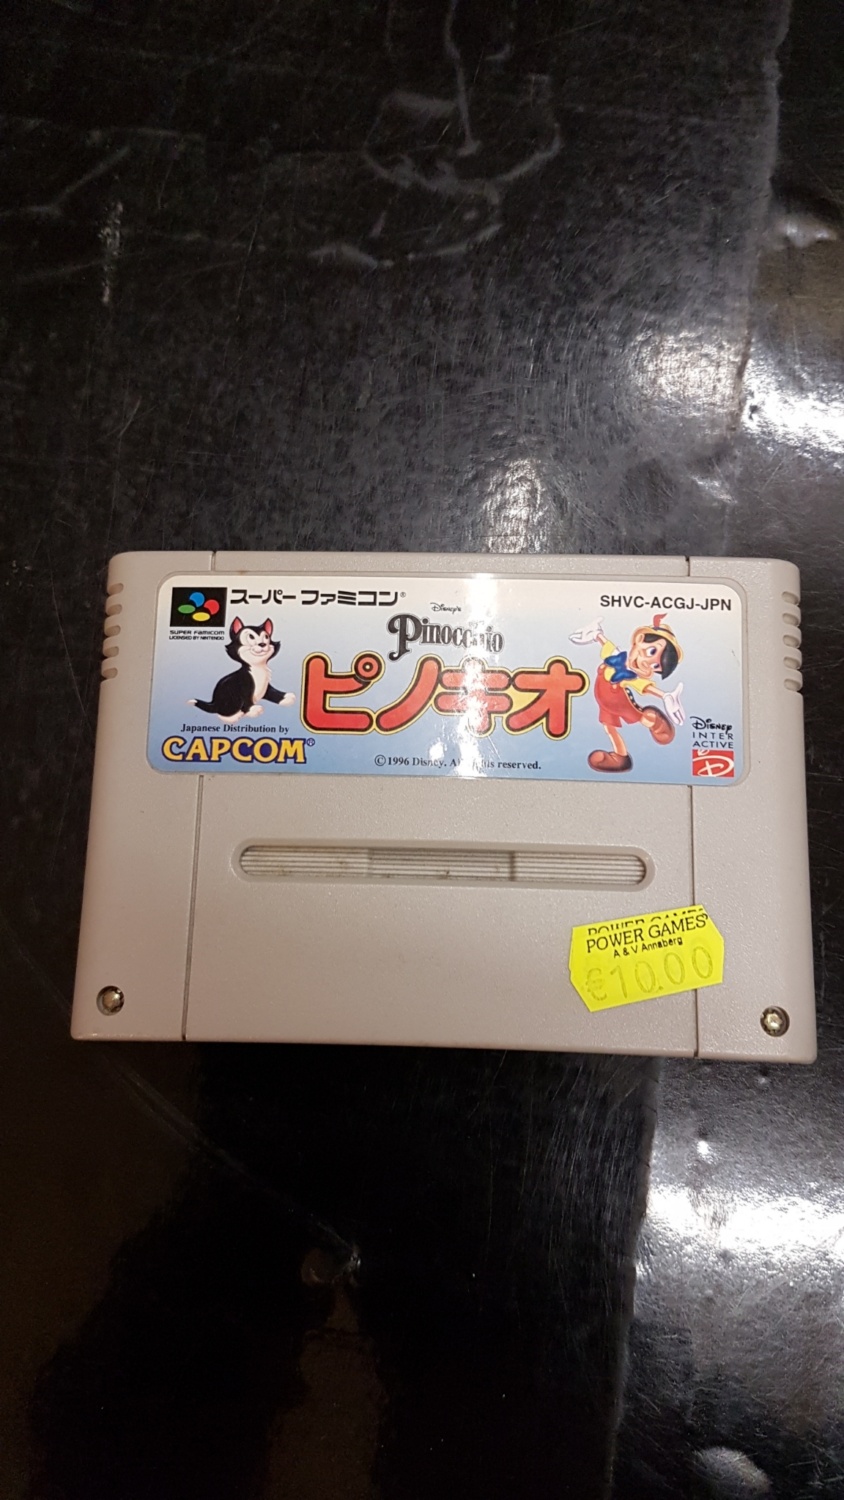 スーパーファミコン®
SUPER FAMICOM
LICENSED BY NINTENDO
SHVC-ACGJ-JPN
Disney's
Pinocchio
ピノキオ
Japanese Distribution by
CAPCOM®
©1996 Disney. All rights reserved.
DISNEY
INTER
ACTIVE
D
POWER GAMES
POWER GAMES
A & V Annaberg
€10.00